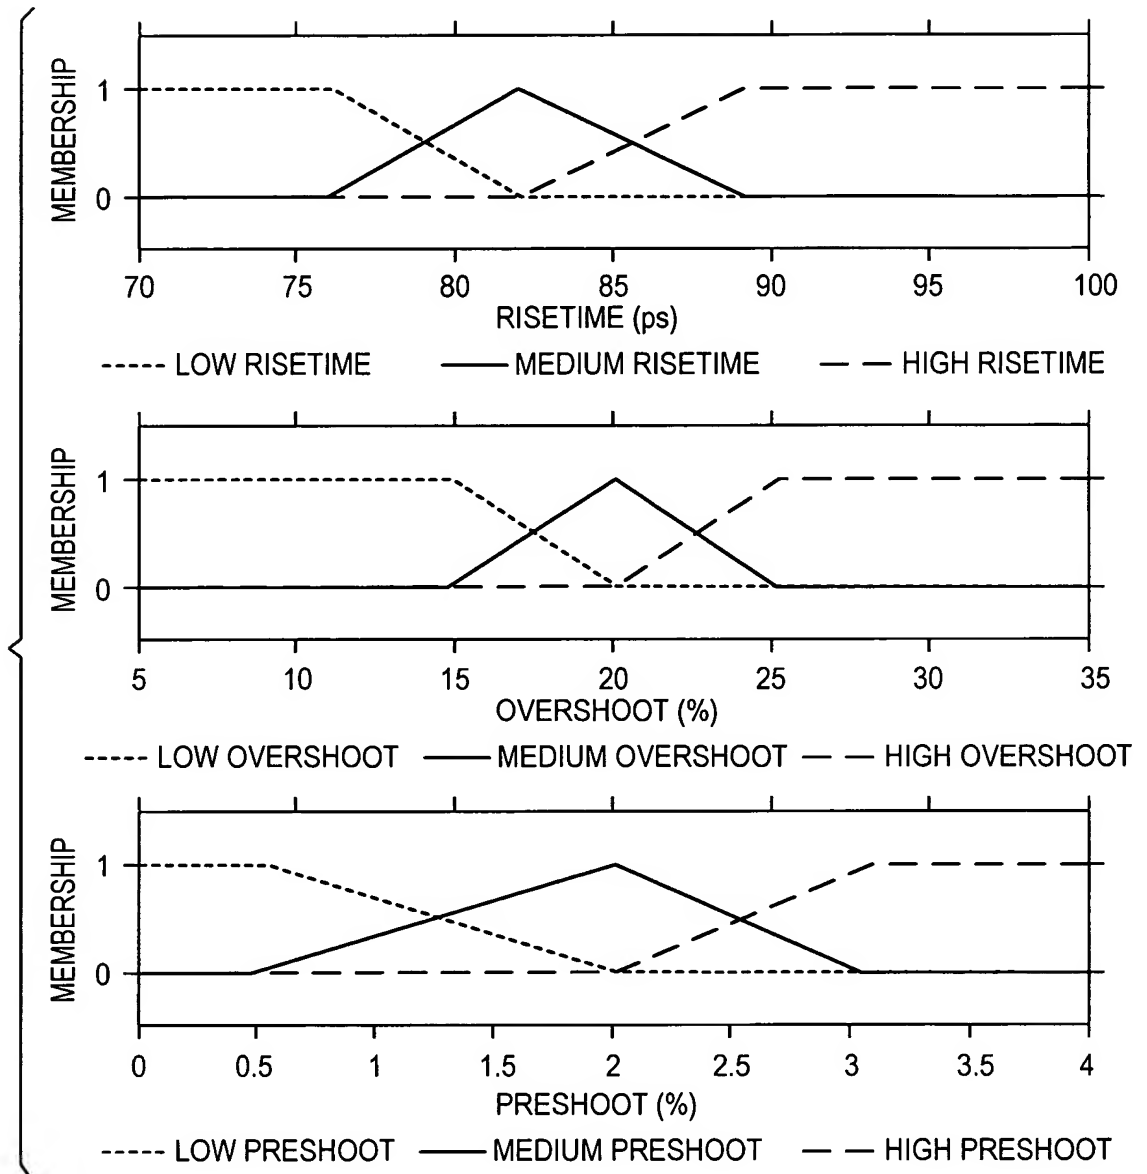 MEMBERSHIP
1
0
70 75 80 85 90 95 100
RISETIME (ps)
LOW RISETIME MEDIUM RISETIME HIGH RISETIME
MEMBERSHIP
1
0
5 10 15 20 25 30 35
OVERSHOOT (%)
LOW OVERSHOOT MEDIUM OVERSHOOT HIGH OVERSHOOT
MEMBERSHIP
1
0
0 0.5 1 1.5 2 2.5 3 3.5 4
PRESHOOT (%)
LOW PRESHOOT MEDIUM PRESHOOT HIGH PRESHOOT